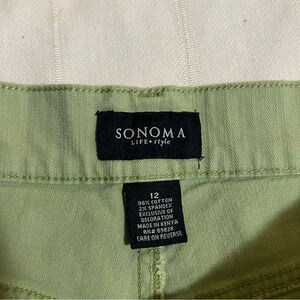 SONOMA
LIFE+style
12
98% COTTON
2% SPANDEX
EXCLUSIVE OF
DECORATION
MADE IN KENYA
RN# 89828
CARE ON REVERSE